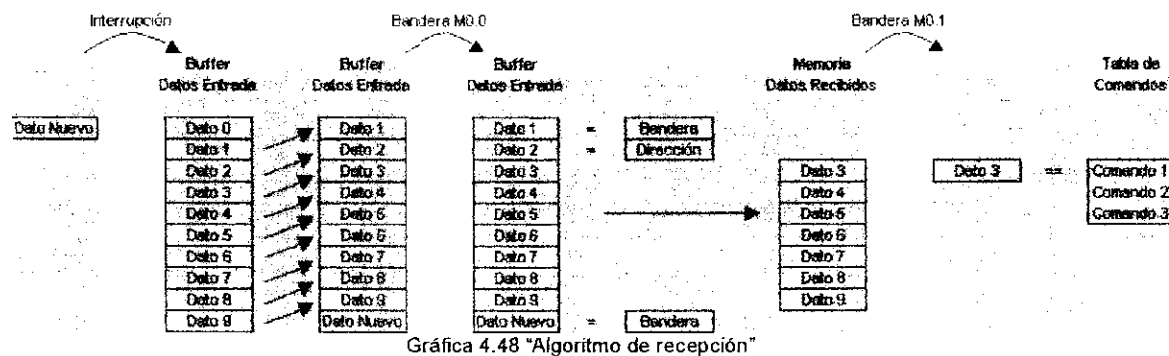 Interrupción Bandera M0.0 Bandera M0.1
Buffer Buffer Buffer Memoria Tabla de
Datos Entrada Datos Entrada Datos Entrada Datos Recibidos Comandos
Dato Nuevo Dato 0 Dato 1 Dato 1 = Bandera
Dato 1 Dato 2 Dato 2 = Dirección
Dato 2 Dato 3 Dato 3 Dato 3 Dato 3 == Comando 1
Dato 3 Dato 4 Dato 4 Dato 4 Comando 2
Dato 4 Dato 5 Dato 5 Dato 5 Comando 3
Dato 5 Dato 6 Dato 6 Dato 6
Dato 6 Dato 7 Dato 7 Dato 7
Dato 7 Dato 8 Dato 8 Dato 8
Dato 8 Dato 9 Dato 9 Dato 9
Dato 9 Dato Nuevo Dato Nuevo = Bandera
Gráfica 4.48 "Algoritmo de recepción"